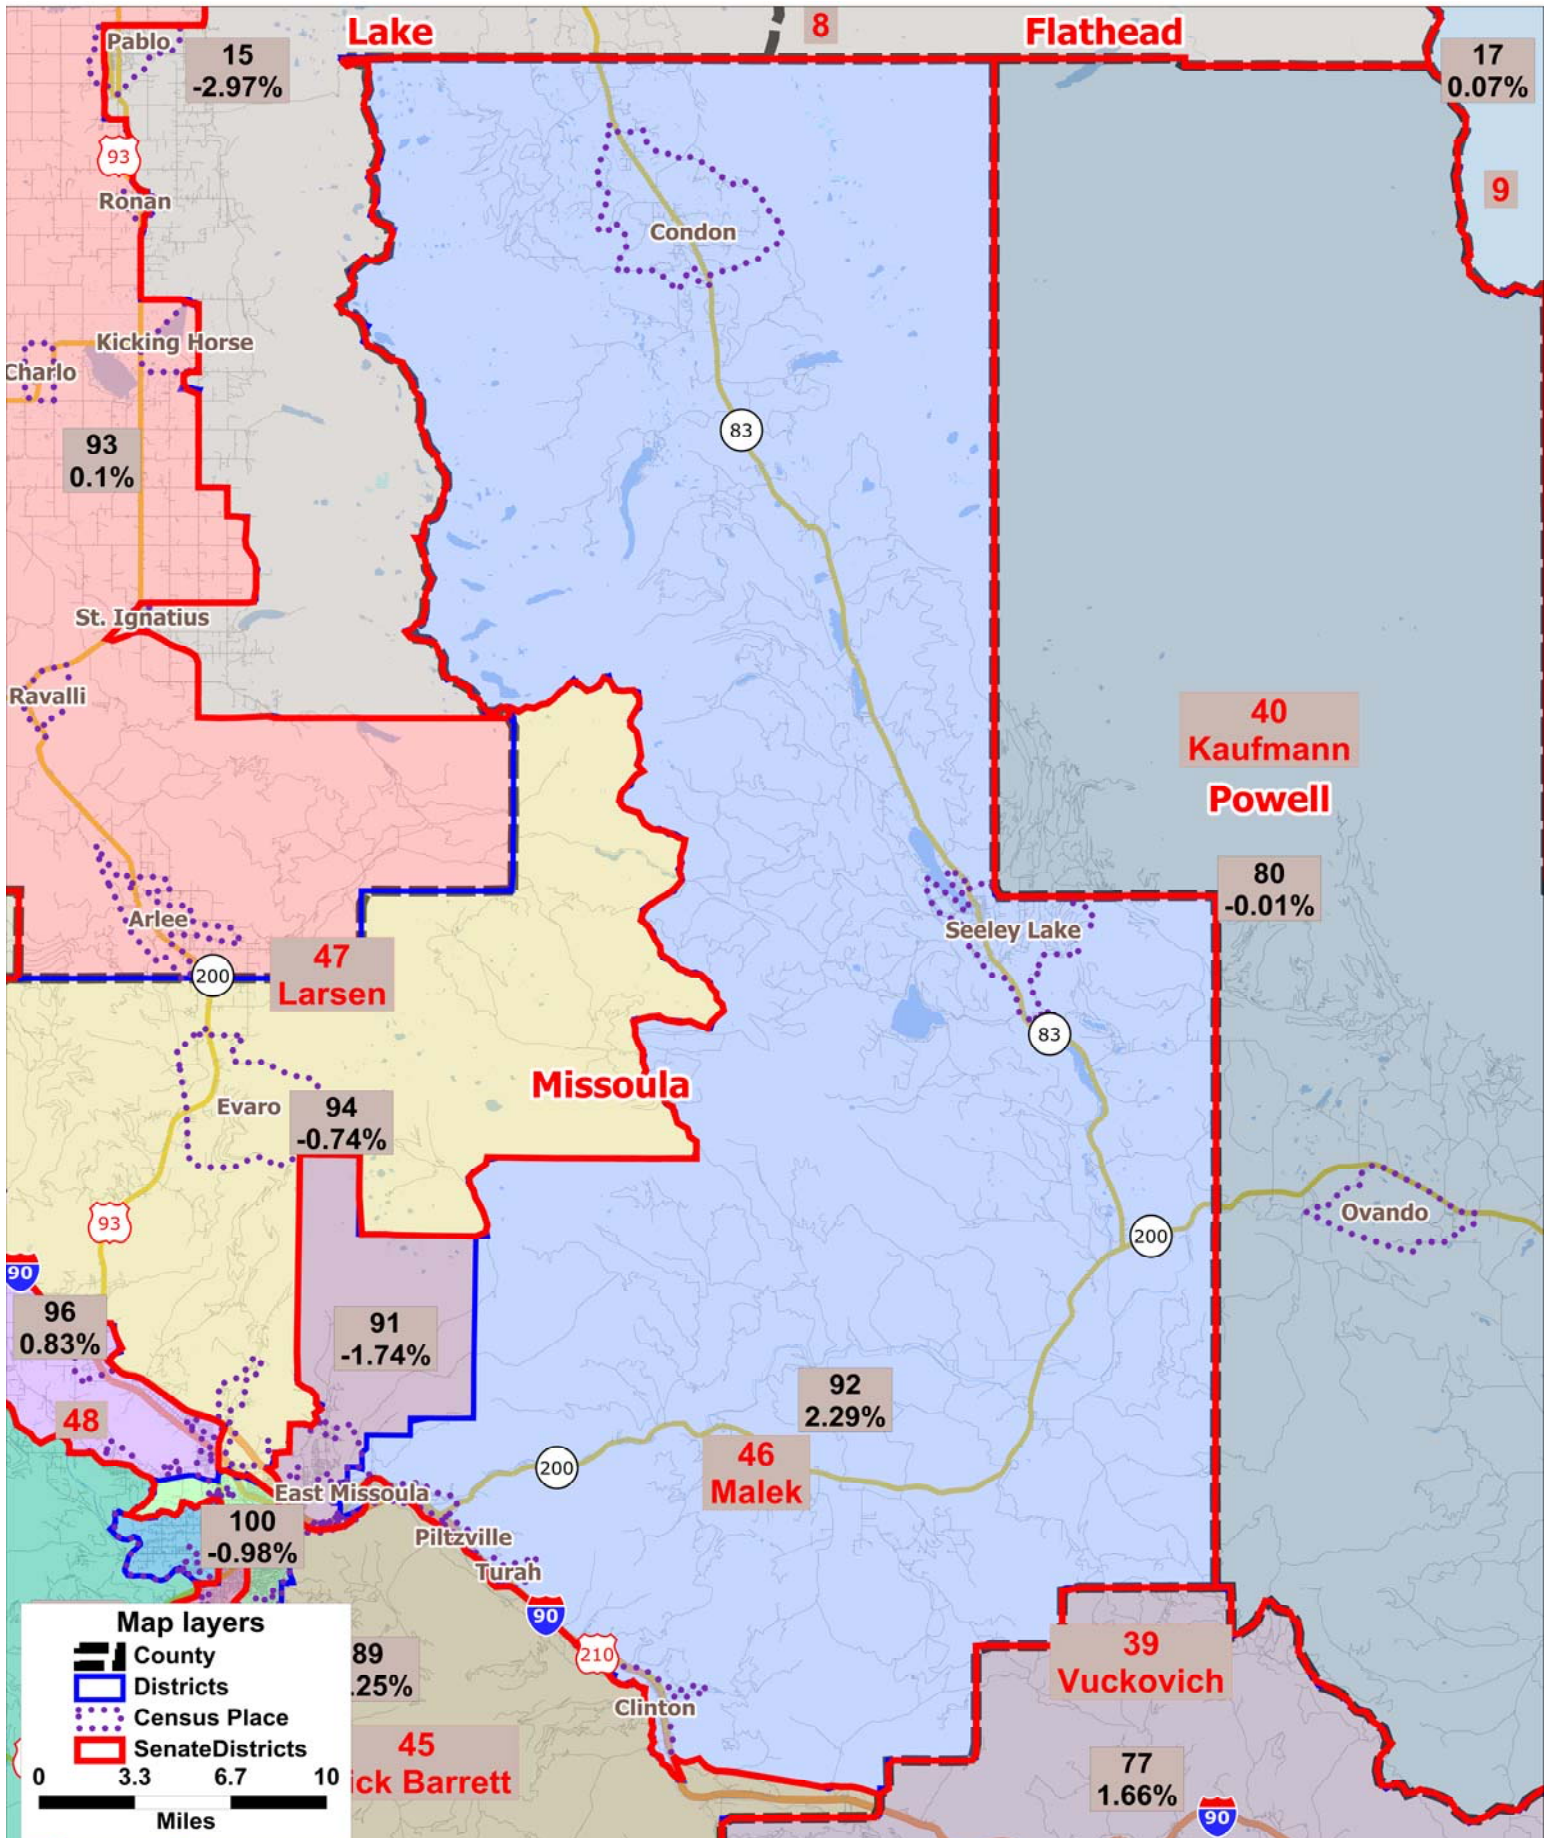 Lake
8
Flathead
Pablo
15
-2.97%
17
0.07%
93
Ronan
9
Condon
Kicking Horse
Charlo
93
0.1%
83
St. Ignatius
Ravalli
40
Kaufmann
Powell
80
-0.01%
Arlee
Seeley Lake
47
Larsen
200
83
Missoula
Evaro
94
-0.74%
93
Ovando
200
90
96
0.83%
91
-1.74%
92
2.29%
48
46
Malek
200
East Missoula
100
-0.98%
Piltzville
Turah
90
Map layers
County
Districts
Census Place
SenateDistricts
0 3.3 6.7 10
Miles
89
.25%
210
39
Vuckovich
Clinton
45
ick Barrett
77
1.66%
90